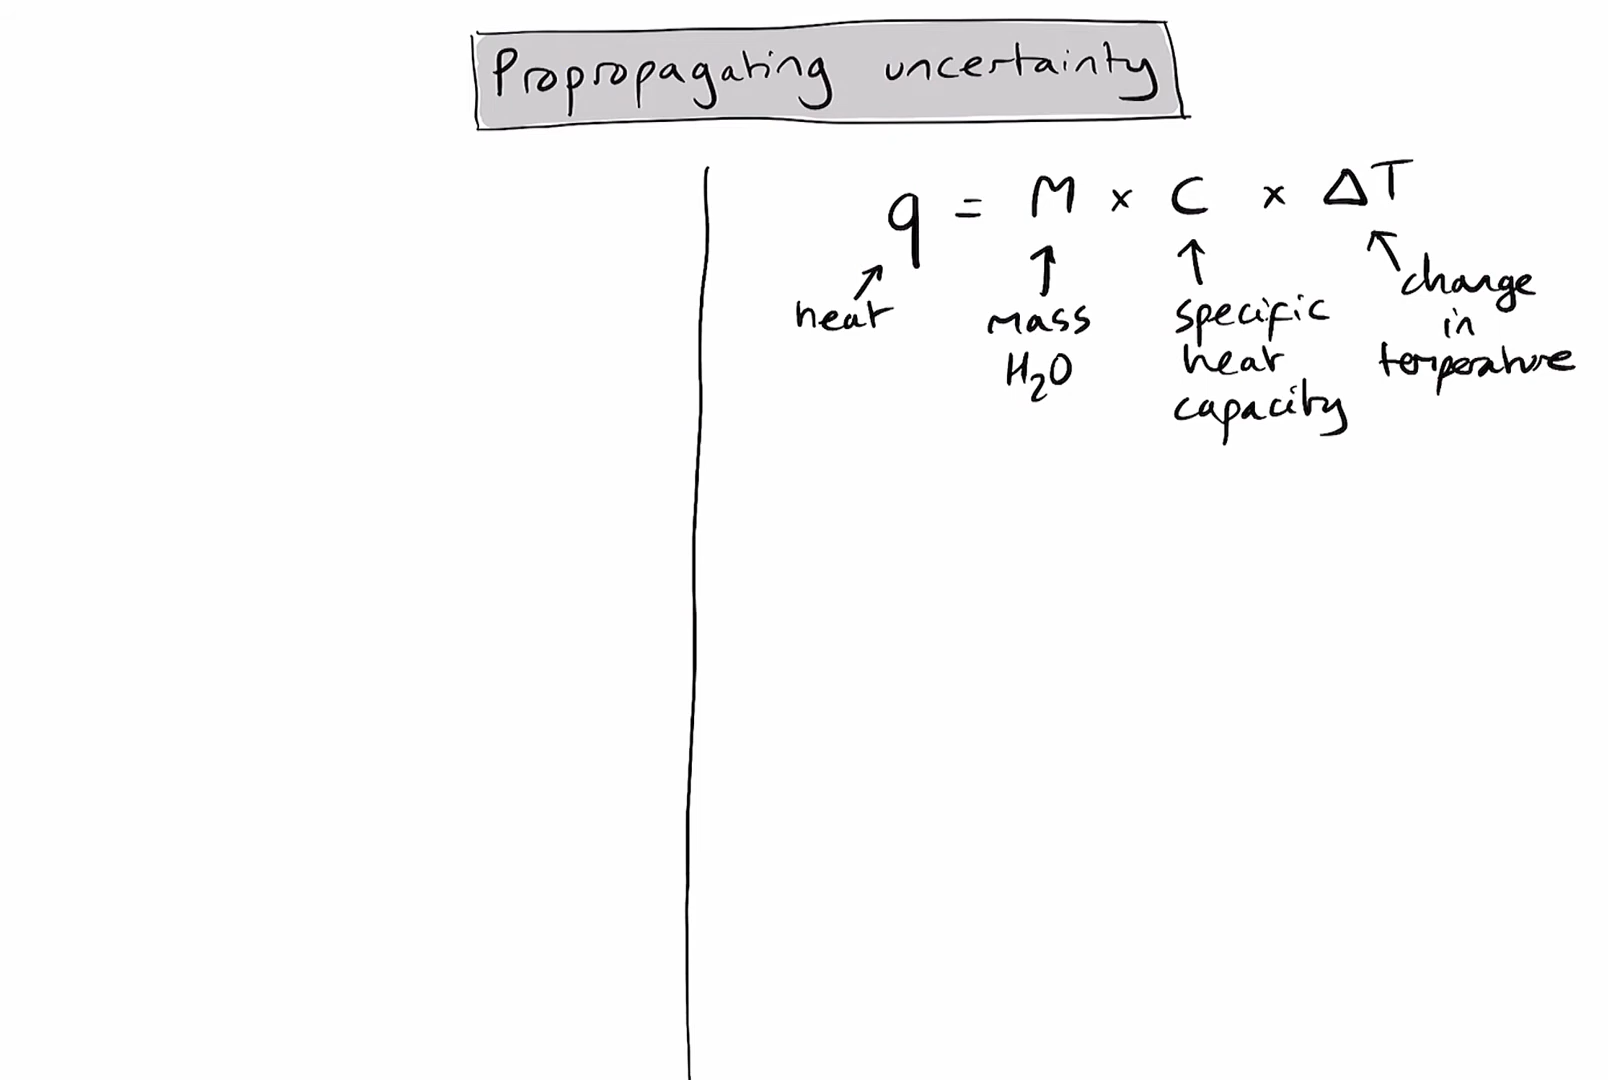 Propropagating uncertainty
q = M × C × ΔT
heat
mass
H₂O
specific
heat
capacity
change
in
temperature